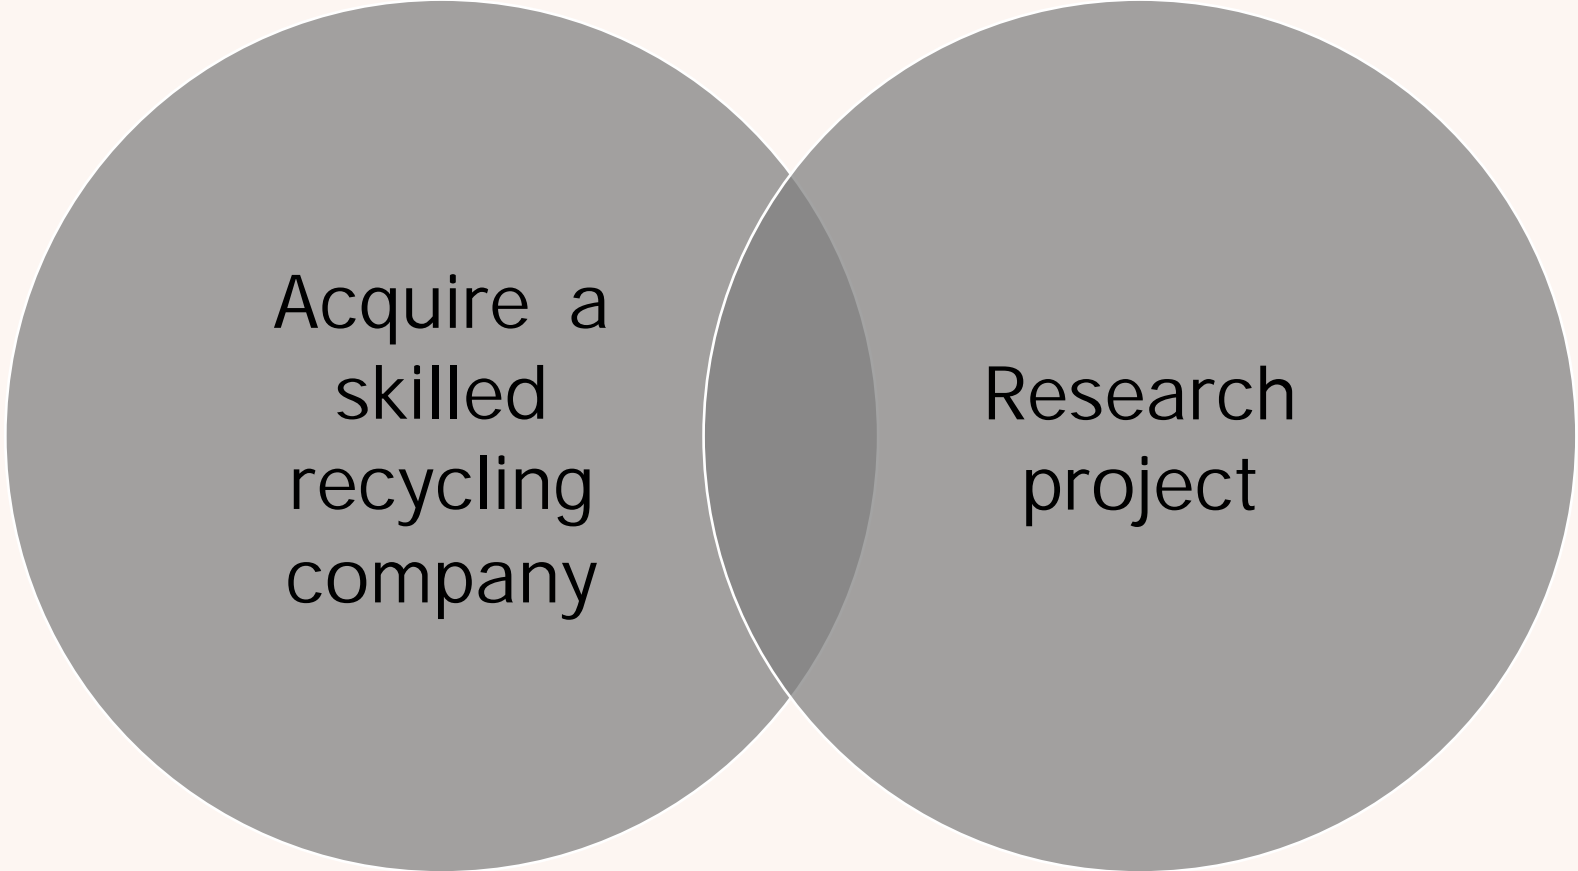 Acquire a
skilled
recycling
company
Research
project